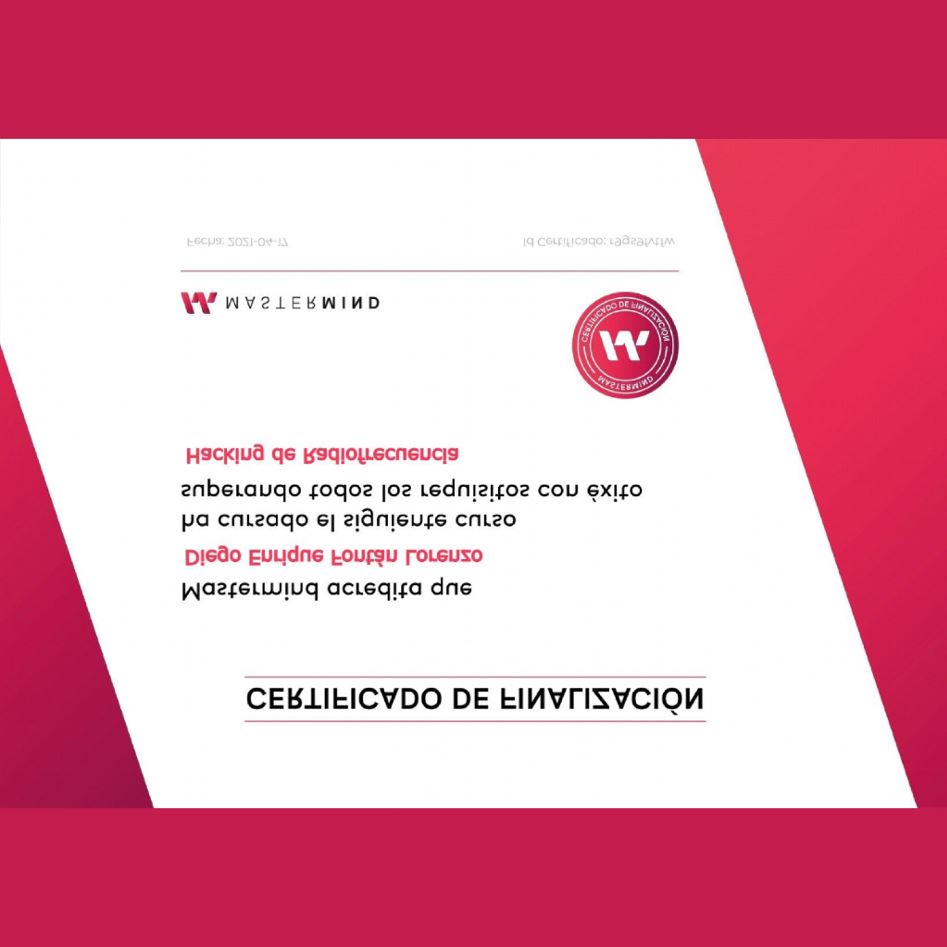 CERTIFICADO DE FINALIZACIÓN
Mastermind acredita que
Diego Enrique Fontán Lorenzo
ha cursado el siguiente curso
superando todos los requisitos con éxito
Hacking de Radiofrecuencia
CERTIFICADO DE FINALIZACIÓN
MASTERMIND
MASTERMIND
Fecha: 2021-04-17
Id Certificado: r9gs9fvtfw